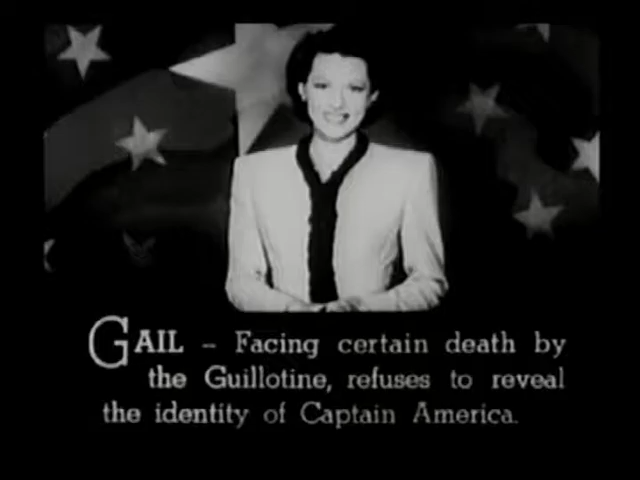 GAIL – Facing certain death by
the Guillotine, refuses to reveal
the identity of Captain America.